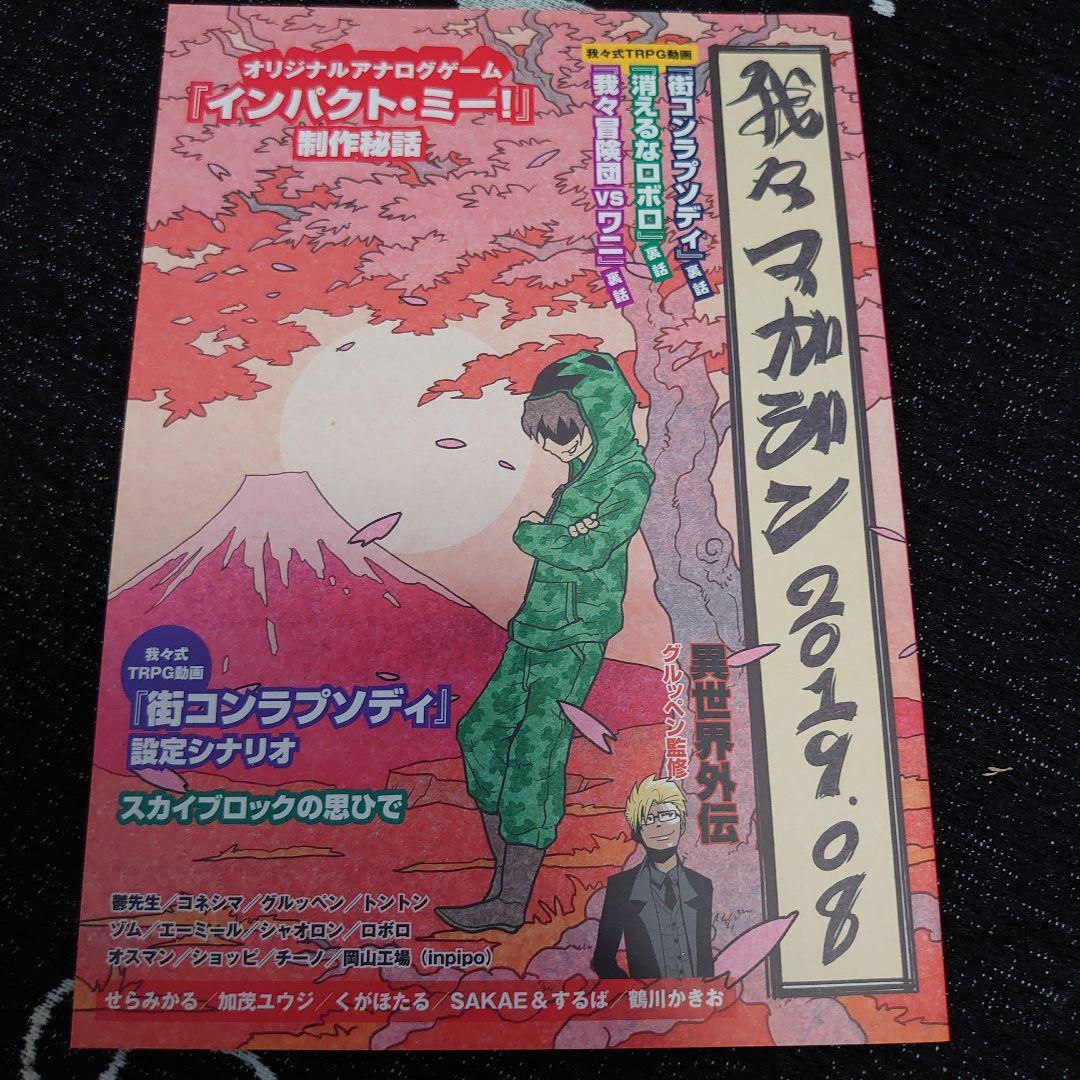 我々マガジン2019.08
我々式TRPG動画
『街コンラプソディ』裏話
『消えるなロボロ』裏話
『我々冒険団vsワニ』裏話
オリジナルアナログゲーム
『インパクト・ミー!』
制作秘話
異世界外伝
グルッペン監修
我々式
TRPG動画
『街コンラプソディ』
設定シナリオ
スカイブロックの思ひで
鬱先生/コネシマ/グルッペン/トントン
ゾム/エーミール/シャオロン/ロボロ
オスマン/ショッピ/チーノ/岡山工場(inpipo)
せらみかる/加茂ユウジ/くがほたる/SAKAE&するば/鶴川かきお